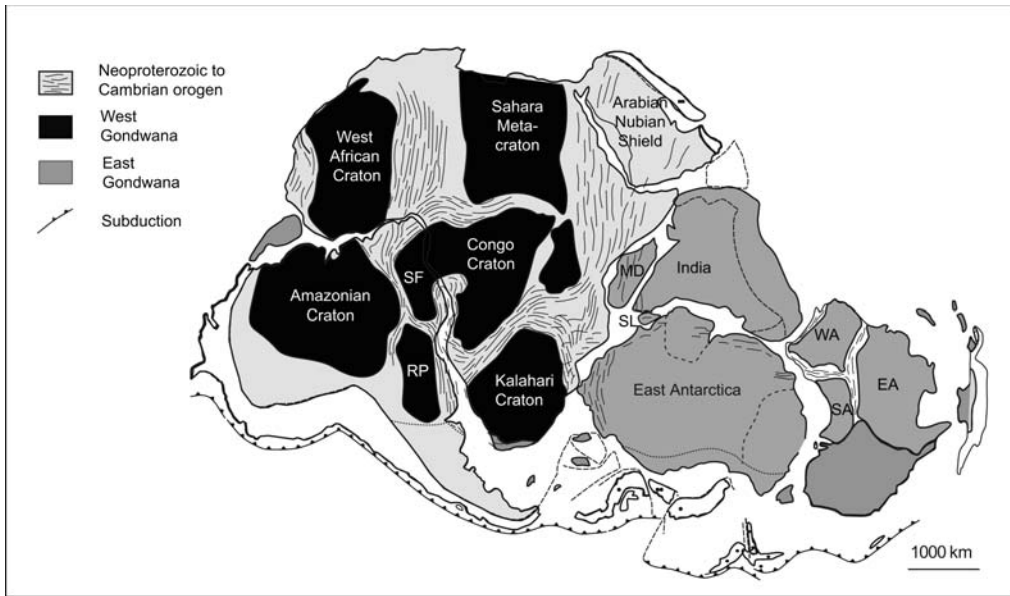 Neoproterozoic to
Cambrian orogen
West
Gondwana
East
Gondwana
Subduction
West
African
Craton
Sahara
Meta-
craton
Arabian
Nubian
Shield
Amazonian
Craton
SF
Congo
Craton
RP
Kalahari
Craton
MD
India
SL
East Antarctica
WA
EA
SA
1000 km